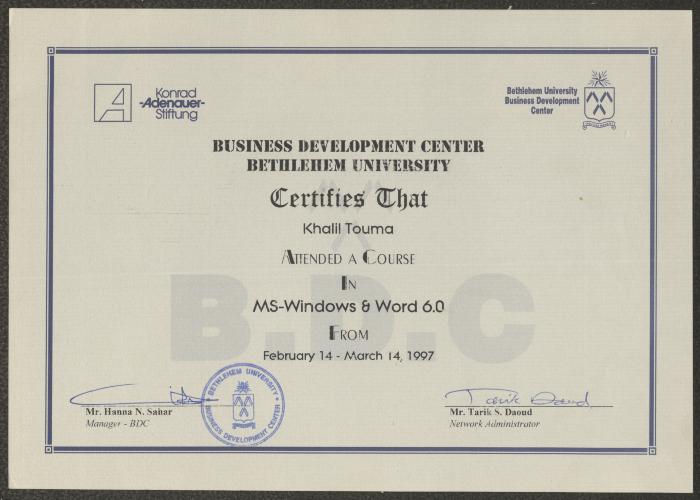 Konrad
-Adenauer-
Stiftung
Bethlehem University
Business Development
Center
BUSINESS DEVELOPMENT CENTER
BETHLEHEM UNIVERSITY
Certifies That
Khalil Touma
ATTENDED A COURSE
IN
MS-Windows & Word 6.0
B.D.C
FROM
February 14 - March 14, 1997
BETHLEHEM UNIVERSITY
BUSINESS DEVELOPMENT CENTER
Tarik Daoud
Mr. Hanna N. Sahar
Manager - BDC
Mr. Tarik S. Daoud
Network Administrator